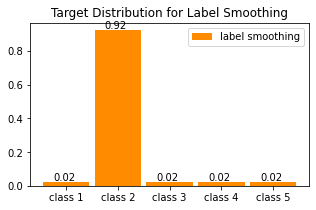 Target Distribution for Label Smoothing
label smoothing
0.8
0.6
0.4
0.2
0.0
0.02
0.92
0.02
0.02
0.02
class 1
class 2
class 3
class 4
class 5